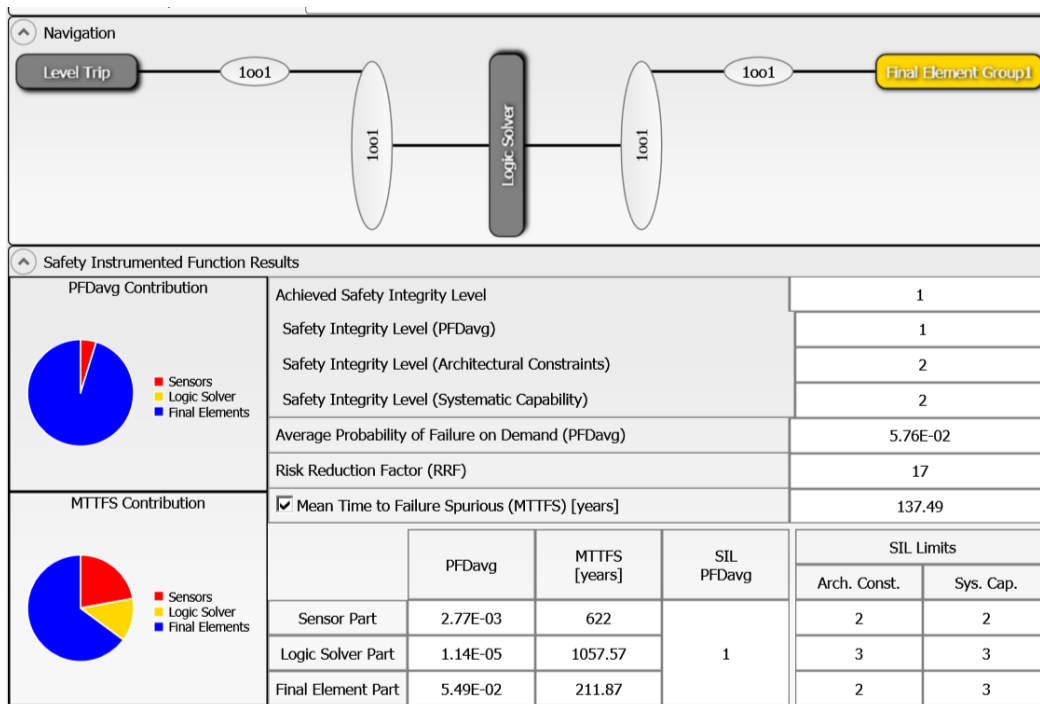 Navigation
Level Trip
1oo1
1oo1
Logic Solver
1oo1
1oo1
Final Element Group1
Safety Instrumented Function Results
PFDavg Contribution
Sensors
Logic Solver
Final Elements
Achieved Safety Integrity Level 1
Safety Integrity Level (PFDavg) 1
Safety Integrity Level (Architectural Constraints) 2
Safety Integrity Level (Systematic Capability) 2
Average Probability of Failure on Demand (PFDavg) 5.76E-02
Risk Reduction Factor (RRF) 17
MTTFS Contribution
Sensors
Logic Solver
Final Elements
Mean Time to Failure Spurious (MTTFS) [years] 137.49
PFDavg MTTFS [years] SIL PFDavg SIL Limits
Arch. Const. Sys. Cap.
Sensor Part 2.77E-03 622 2 2
Logic Solver Part 1.14E-05 1057.57 1 3 3
Final Element Part 5.49E-02 211.87 2 3